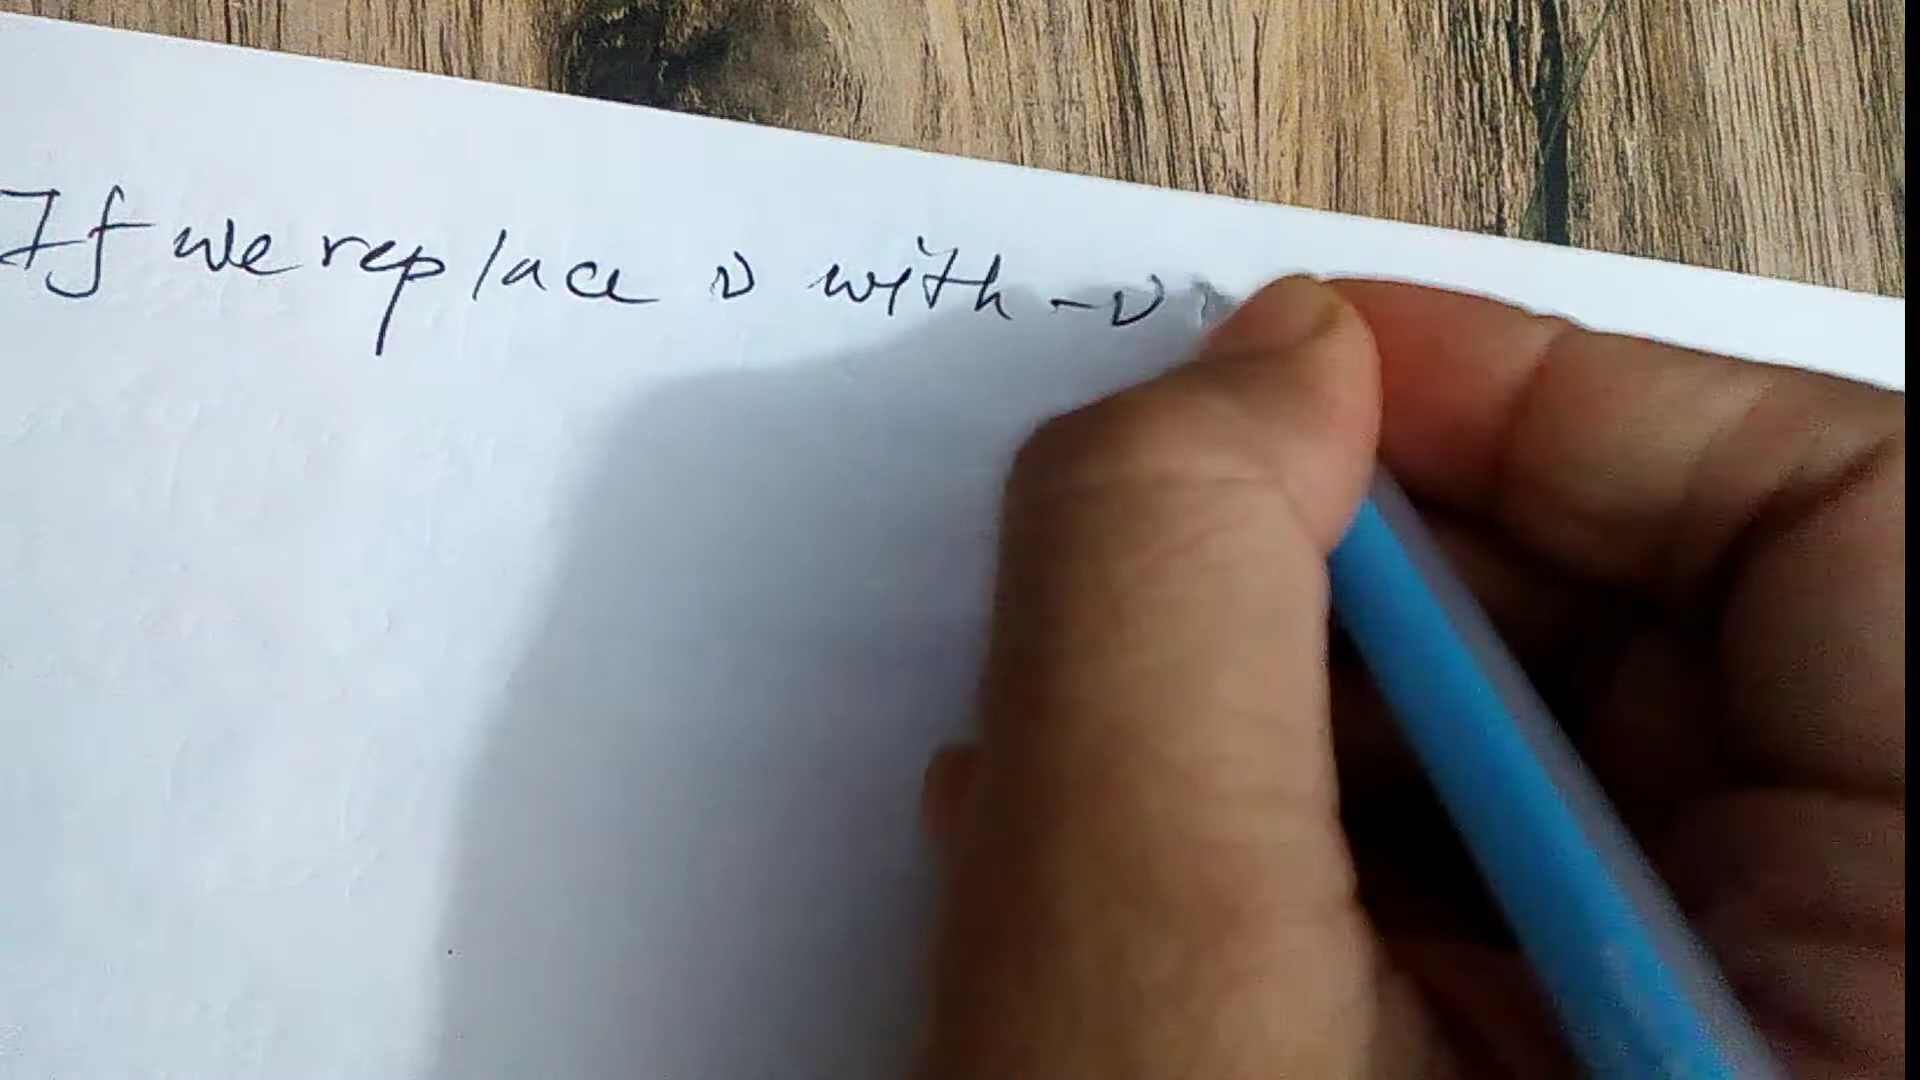 If we replace ν with -ν